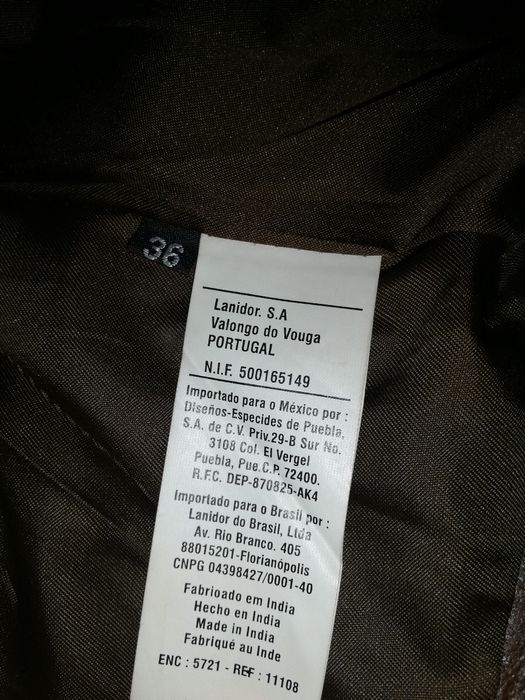 36
Lanidor. S.A
Valongo do Vouga
PORTUGAL
N.I.F. 500165149
Importado para o México por :
Diseños-Especides de Puebla,
S.A. de C.V. Priv.29-B Sur No.
3108 Col. El Vergel
Puebla, Pue.C.P. 72400.
R.F.C. DEP-870825-AK4
Importado para o Brasil por :
Lanidor do Brasil, Ltda
Av. Rio Branco. 405
88015201-Florianópolis
CNPG 04398427/0001-40
Fabricado em India
Hecho en India
Made in India
Fabriqué au Inde
ENC : 5721 - REF : 11108